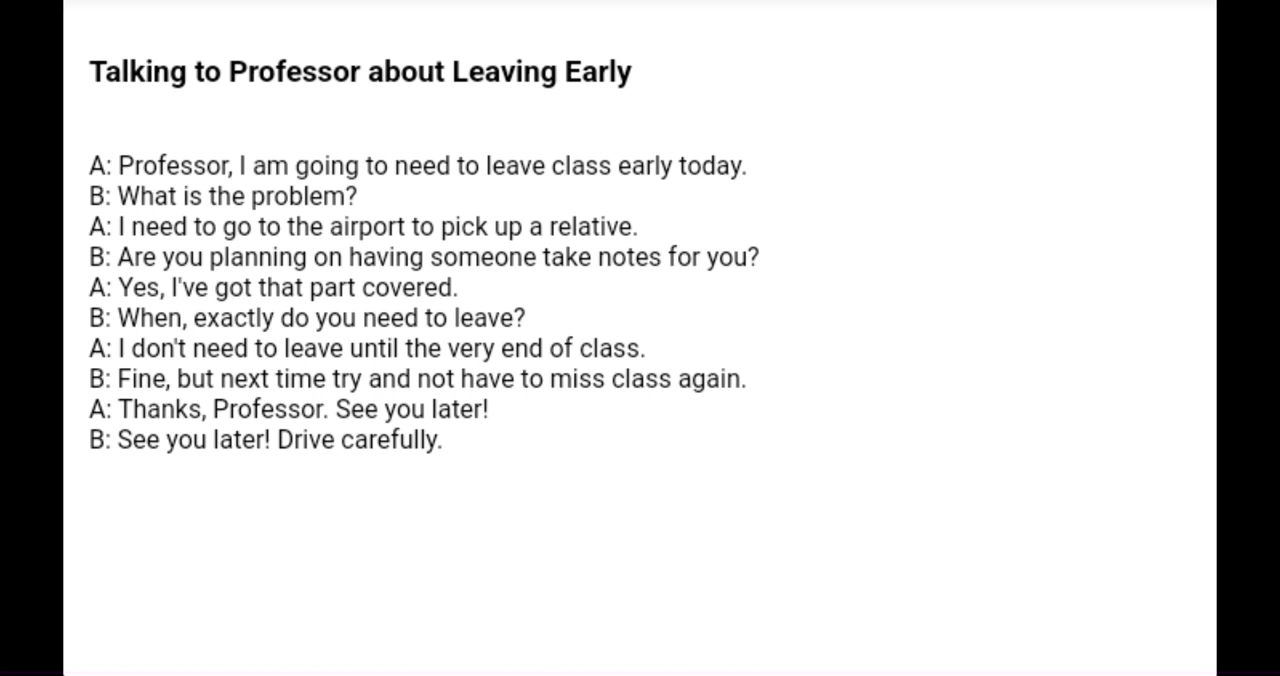 Talking to Professor about Leaving Early
A: Professor, I am going to need to leave class early today.
B: What is the problem?
A: I need to go to the airport to pick up a relative.
B: Are you planning on having someone take notes for you?
A: Yes, I've got that part covered.
B: When, exactly do you need to leave?
A: I don't need to leave until the very end of class.
B: Fine, but next time try and not have to miss class again.
A: Thanks, Professor. See you later!
B: See you later! Drive carefully.